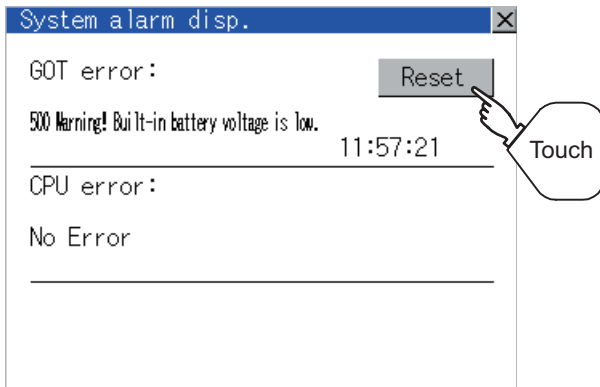 System alarm disp.
GOT error:
Reset
500 Warning! Built-in battery voltage is low.
11:57:21
Touch
CPU error:
No Error